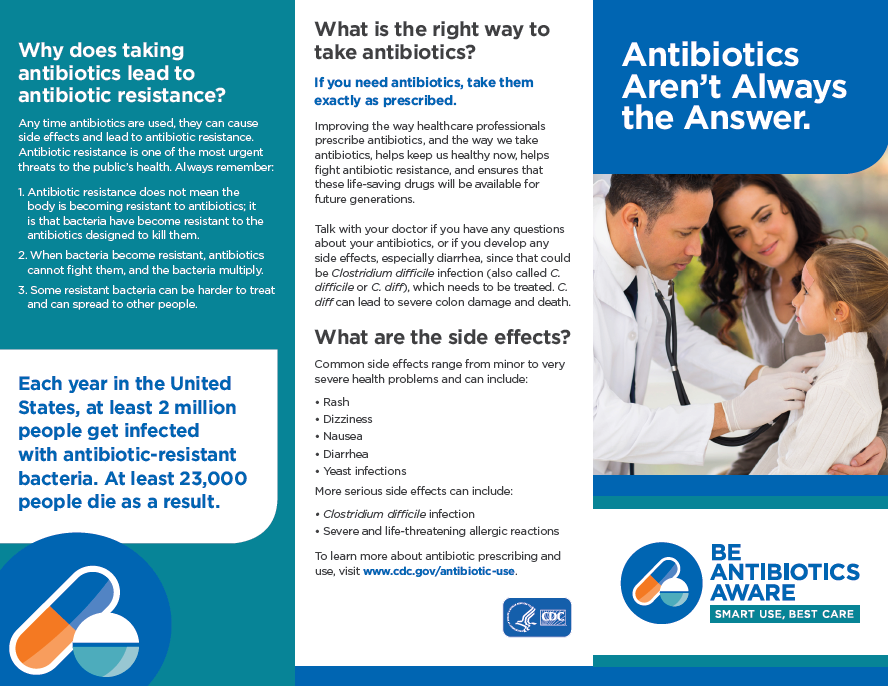 Why does taking
antibiotics lead to
antibiotic resistance?
Any time antibiotics are used, they can cause
side effects and lead to antibiotic resistance.
Antibiotic resistance is one of the most urgent
threats to the public's health. Always remember:
1. Antibiotic resistance does not mean the
body is becoming resistant to antibiotics; it
is that bacteria have become resistant to the
antibiotics designed to kill them.
2. When bacteria become resistant, antibiotics
cannot fight them, and the bacteria multiply.
3. Some resistant bacteria can be harder to treat
and can spread to other people.
Each year in the United
States, at least 2 million
people get infected
with antibiotic-resistant
bacteria. At least 23,000
people die as a result.
What is the right way to
take antibiotics?
If you need antibiotics, take them
exactly as prescribed.
Improving the way healthcare professionals
prescribe antibiotics, and the way we take
antibiotics, helps keep us healthy now, helps
fight antibiotic resistance, and ensures that
these life-saving drugs will be available for
future generations.
Talk with your doctor if you have any questions
about your antibiotics, or if you develop any
side effects, especially diarrhea, since that could
be Clostridium difficile infection (also called C.
difficile or C. diff), which needs to be treated. C.
diff can lead to severe colon damage and death.
What are the side effects?
Common side effects range from minor to very
severe health problems and can include:
• Rash
• Dizziness
• Nausea
• Diarrhea
• Yeast infections
More serious side effects can include:
• Clostridium difficile infection
• Severe and life-threatening allergic reactions
To learn more about antibiotic prescribing and
use, visit www.cdc.gov/antibiotic-use.
CDC
Antibiotics
Aren't Always
the Answer.
BE
ANTIBIOTICS
AWARE
SMART USE, BEST CARE